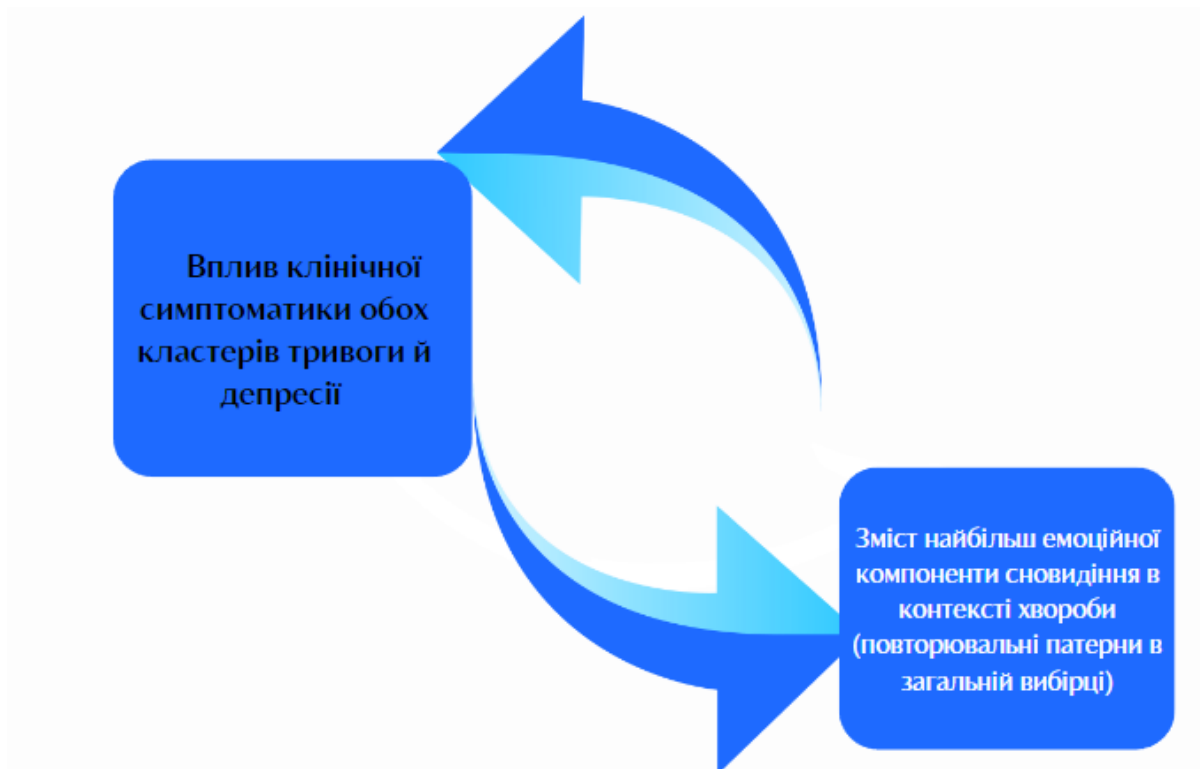 Вплив клінічної
симптоматики обох
кластерів тривоги й
депресії
Зміст найбільш емоційної
компоненти сновидіння в
контексті хвороби
(повторювальні патерни в
загальній вибірці)